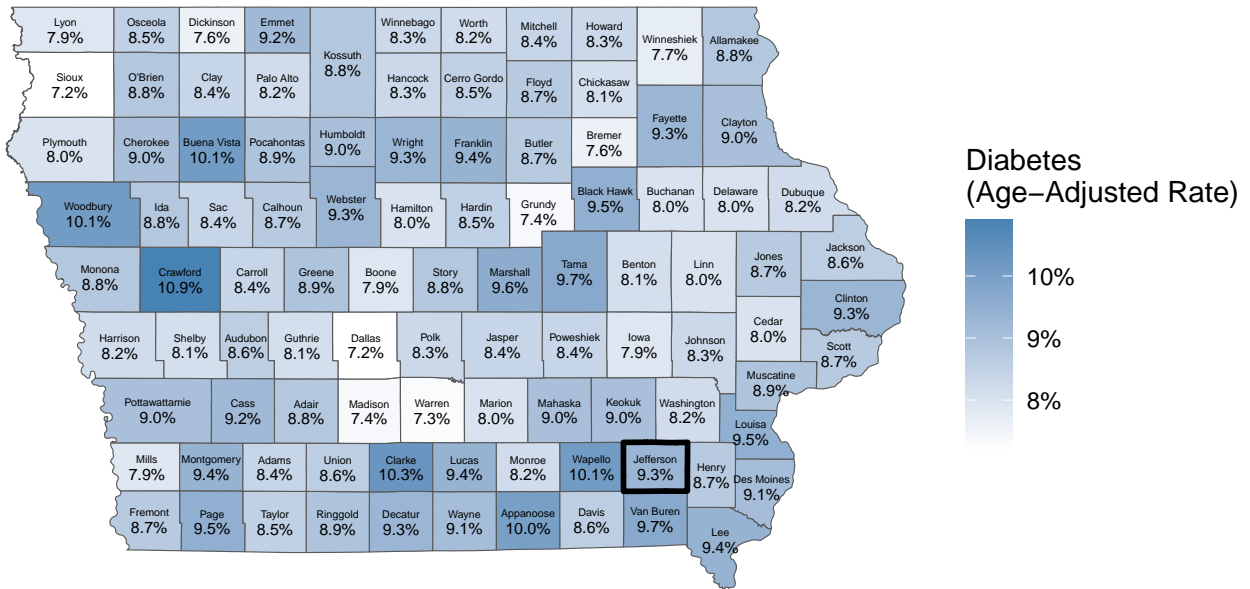 Lyon
7.9%
Osceola
8.5%
Dickinson
7.6%
Emmet
9.2%
Kossuth
8.8%
Winnebago
8.3%
Worth
8.2%
Mitchell
8.4%
Howard
8.3%
Winneshiek
7.7%
Allamakee
8.8%
Sioux
7.2%
O'Brien
8.8%
Clay
8.4%
Palo Alto
8.2%
Hancock
8.3%
Cerro Gordo
8.5%
Floyd
8.7%
Chickasaw
8.1%
Fayette
9.3%
Clayton
9.0%
Plymouth
8.0%
Cherokee
9.0%
Buena Vista
10.1%
Pocahontas
8.9%
Humboldt
9.0%
Wright
9.3%
Franklin
9.4%
Butler
8.7%
Bremer
7.6%
Woodbury
10.1%
Ida
8.8%
Sac
8.4%
Calhoun
8.7%
Webster
9.3%
Hamilton
8.0%
Hardin
8.5%
Grundy
7.4%
Black Hawk
9.5%
Buchanan
8.0%
Delaware
8.0%
Dubuque
8.2%
Monona
8.8%
Crawford
10.9%
Carroll
8.4%
Greene
8.9%
Boone
7.9%
Story
8.8%
Marshall
9.6%
Tama
9.7%
Benton
8.1%
Linn
8.0%
Jones
8.7%
Jackson
8.6%
Clinton
9.3%
Harrison
8.2%
Shelby
8.1%
Audubon
8.6%
Guthrie
8.1%
Dallas
7.2%
Polk
8.3%
Jasper
8.4%
Poweshiek
8.4%
Iowa
7.9%
Johnson
8.3%
Cedar
8.0%
Scott
8.7%
Muscatine
8.9%
Pottawattamie
9.0%
Cass
9.2%
Adair
8.8%
Madison
7.4%
Warren
7.3%
Marion
8.0%
Mahaska
9.0%
Keokuk
9.0%
Washington
8.2%
Louisa
9.5%
Mills
7.9%
Montgomery
9.4%
Adams
8.4%
Union
8.6%
Clarke
10.3%
Lucas
9.4%
Monroe
8.2%
Wapello
10.1%
Jefferson
9.3%
Henry
8.7%
Des Moines
9.1%
Fremont
8.7%
Page
9.5%
Taylor
8.5%
Ringgold
8.9%
Decatur
9.3%
Wayne
9.1%
Appanoose
10.0%
Davis
8.6%
Van Buren
9.7%
Lee
9.4%
Diabetes
(Age−Adjusted Rate)
10%
9%
8%